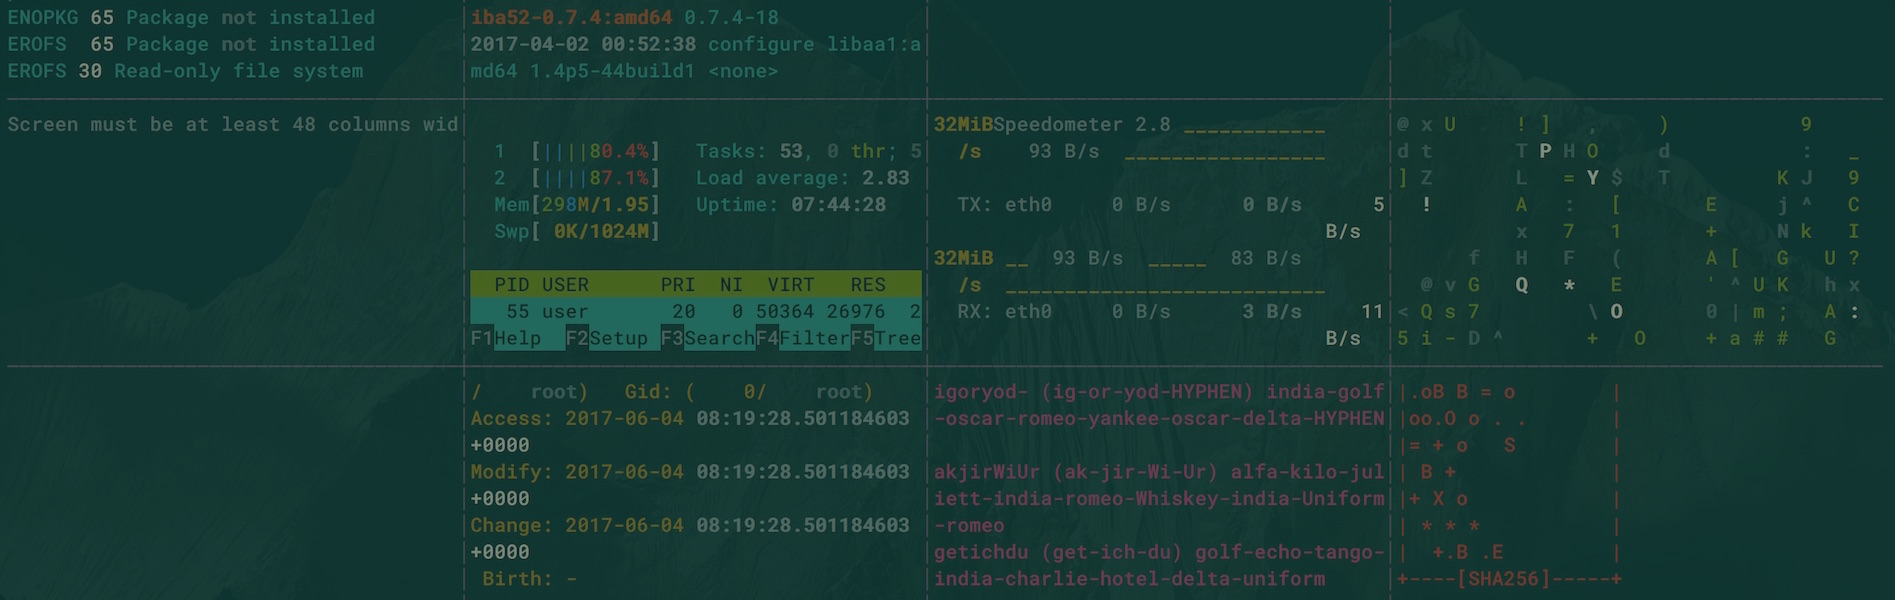 ENOPKG 65 Package not installed
EROFS  65 Package not installed
EROFS 30 Read-only file system
iba52-0.7.4:amd64 0.7.4-18
2017-04-02 00:52:38 configure libaa1:a
md64 1.4p5-44build1 <none>
Screen must be at least 48 columns wid
1  [||||80.4%]   Tasks: 53, 0 thr; 5
2  [||||87.1%]   Load average: 2.83
Mem[298M/1.95]   Uptime: 07:44:28
Swp[ 0K/1024M]
PID USER      PRI  NI  VIRT   RES
55 user       20   0 50364 26976  2
F1Help  F2Setup F3SearchF4FilterF5Tree
32MiBSpeedometer 2.8 ____________
/s    93 B/s  _________________
TX: eth0     0 B/s      0 B/s      5
B/s
32MiB __  93 B/s  _____  83 B/s
/s  ___________________________
RX: eth0     0 B/s      3 B/s     11
B/s
@ x U     ! ]   ,     )           9
d t       T P H O     d           :   _
] Z       L   = Y $   T         K J   9
!       A   :   [       E     j ^   C
x   7   1       +     N k   I
f   H   F   (       A [   G   U ?
@ v G   Q   *   E       ' ^ U K   h x
< Q s 7         \ O       0 | m ;   A :
5 i - D ^       +   O     + a # #   G
/    root)   Gid: (    0/    root)
Access: 2017-06-04 08:19:28.501184603
+0000
Modify: 2017-06-04 08:19:28.501184603
+0000
Change: 2017-06-04 08:19:28.501184603
+0000
Birth: -
igoryod- (ig-or-yod-HYPHEN) india-golf
-oscar-romeo-yankee-oscar-delta-HYPHEN
akjirWiUr (ak-jir-Wi-Ur) alfa-kilo-jul
iett-india-romeo-Whiskey-india-Uniform
-romeo
getichdu (get-ich-du) golf-echo-tango-
india-charlie-hotel-delta-uniform
|.oB B = o        |
|oo.O o . .       |
|= + o   S        |
| B +             |
|+ X o            |
| * * *           |
|  +.B .E         |
+----[SHA256]-----+